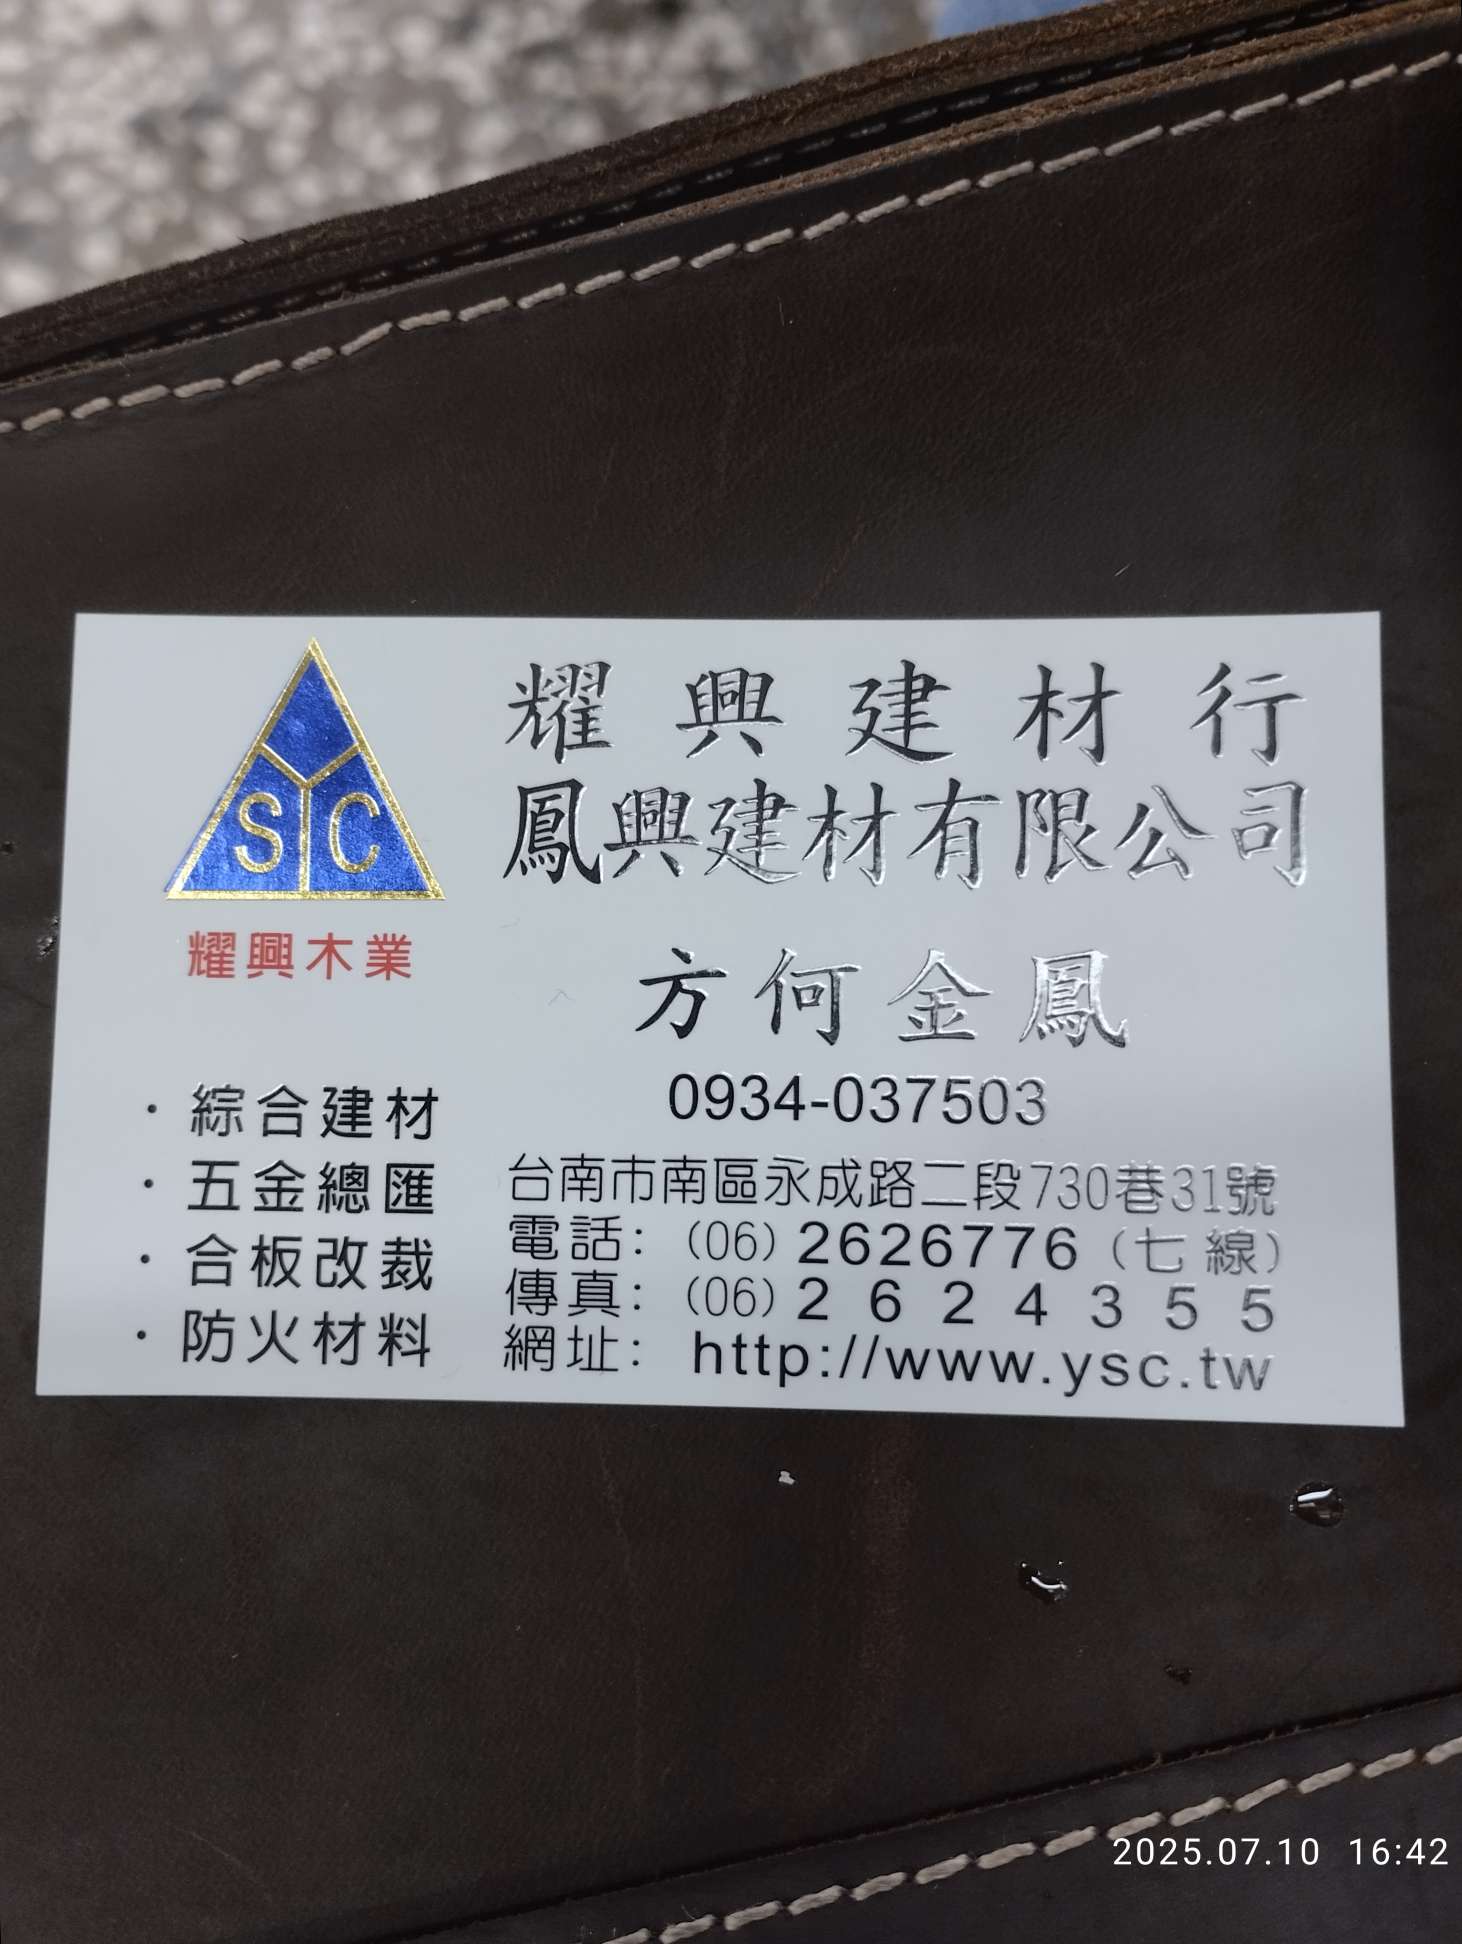 Y
S C
耀興木業
耀興建材行
鳳興建材有限公司
方何金鳳
0934-037503
・綜合建材
・五金總匯
・合板改裁
・防火材料
台南市南區永成路二段730巷31號
電話：(06)2626776(七線)
傳真：(06)2624355
網址：http://www.ysc.tw
2025.07.10 16:42